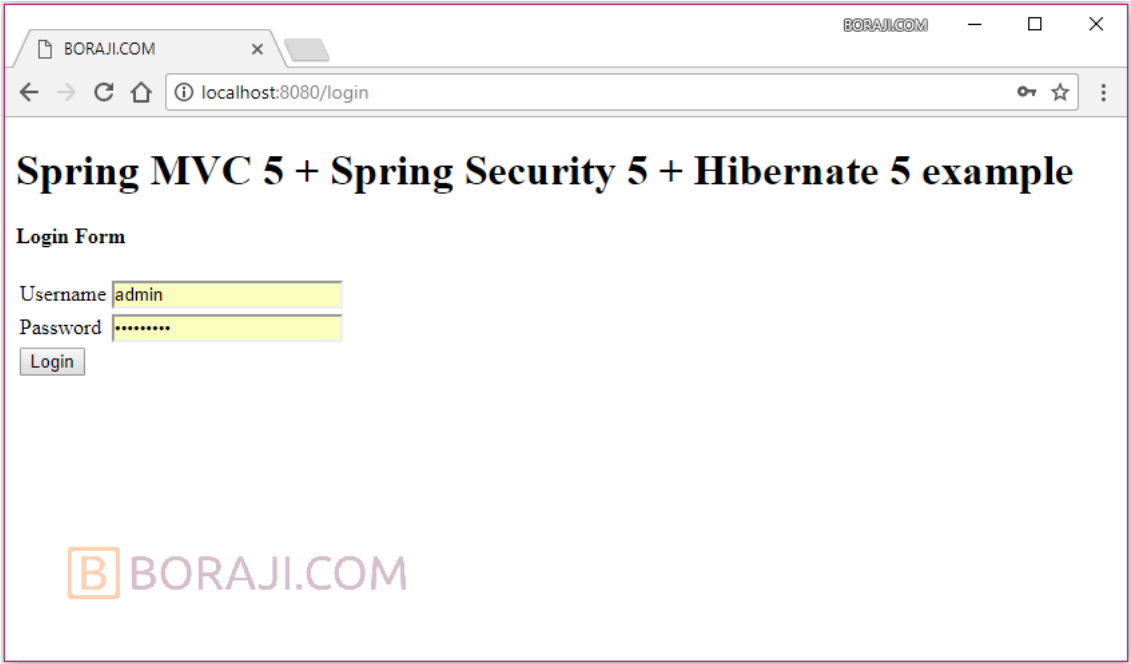 BORAJI.COM
BORAJI.COM
localhost:8080/login
Spring MVC 5 + Spring Security 5 + Hibernate 5 example
Login Form
Username admin
Password •••••••••
Login
B BORAJI.COM